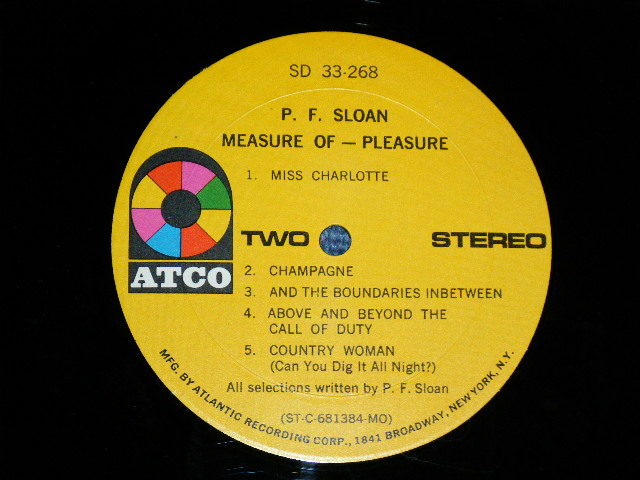 SD 33-268
P. F. SLOAN
MEASURE OF — PLEASURE
1. MISS CHARLOTTE
TWO
STEREO
ATCO
2. CHAMPAGNE
3. AND THE BOUNDARIES INBETWEEN
4. ABOVE AND BEYOND THE
CALL OF DUTY
5. COUNTRY WOMAN
(Can You Dig It All Night?)
All selections written by P. F. Sloan
(ST-C-681384-MO)
MFG. BY ATLANTIC RECORDING CORP., 1841 BROADWAY, NEW YORK, N.Y.